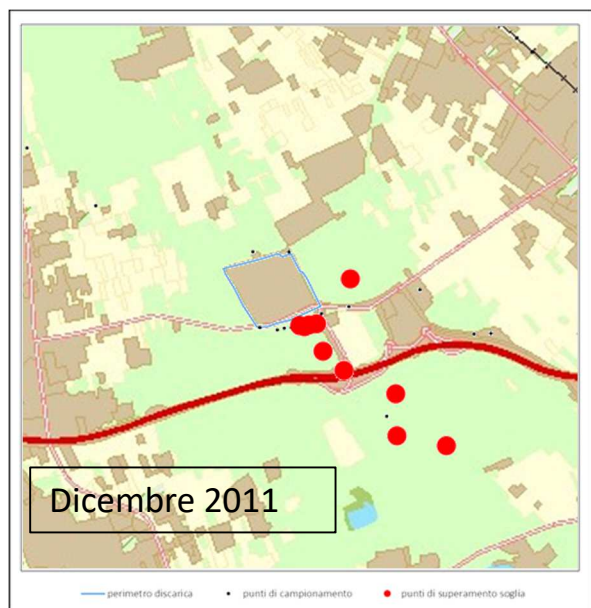 Dicembre 2011
perimetro discarica punti di campionamento punti di superamento soglia